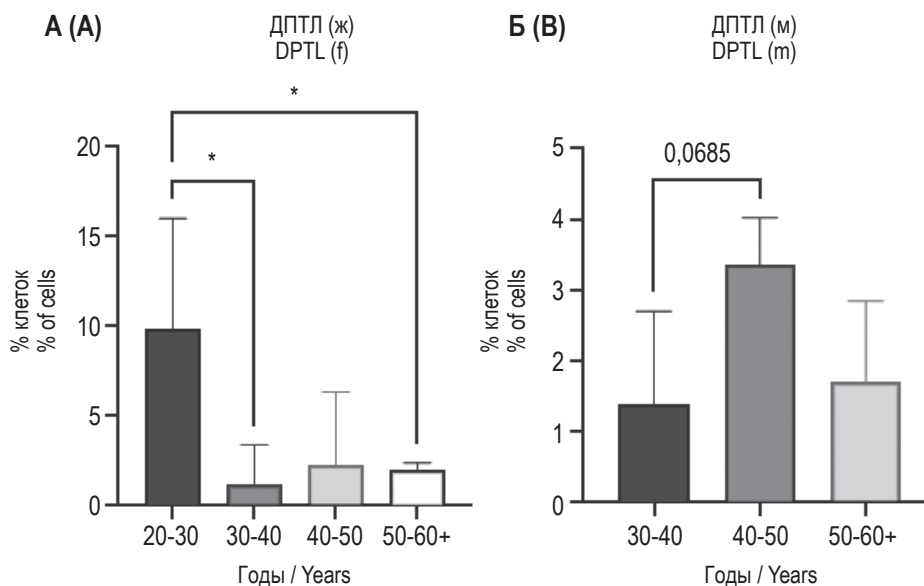 А (A)
ДПТЛ (ж)
DPTL (f)
% клеток
% of cells
20
15
10
5
0
*
*
20-30 30-40 40-50 50-60+
Годы / Years
Б (B)
ДПТЛ (м)
DPTL (m)
% клеток
% of cells
5
4
3
2
1
0
0,0685
30-40 40-50 50-60+
Годы / Years